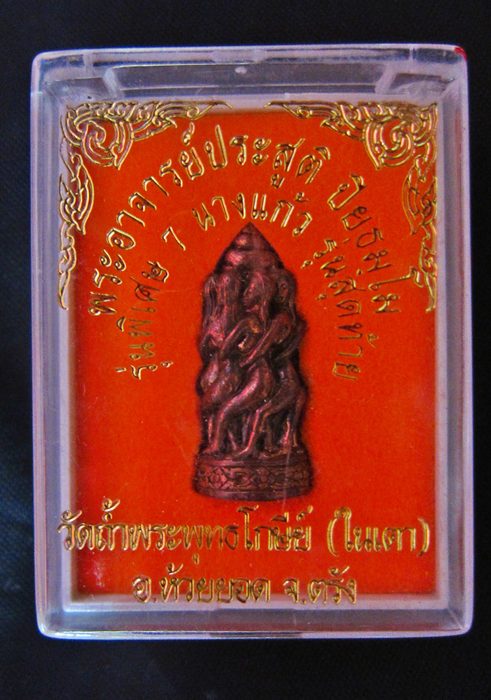 พระอาจารย์ประสูติ ปิยธมฺโม
รุ่นพิเศษ 7 นางแก้ว รุ่นสุดท้าย
วัดถ้ำพระพุทธโกษีย์ (ในเตา)
อ.ห้วยยอด จ.ตรัง